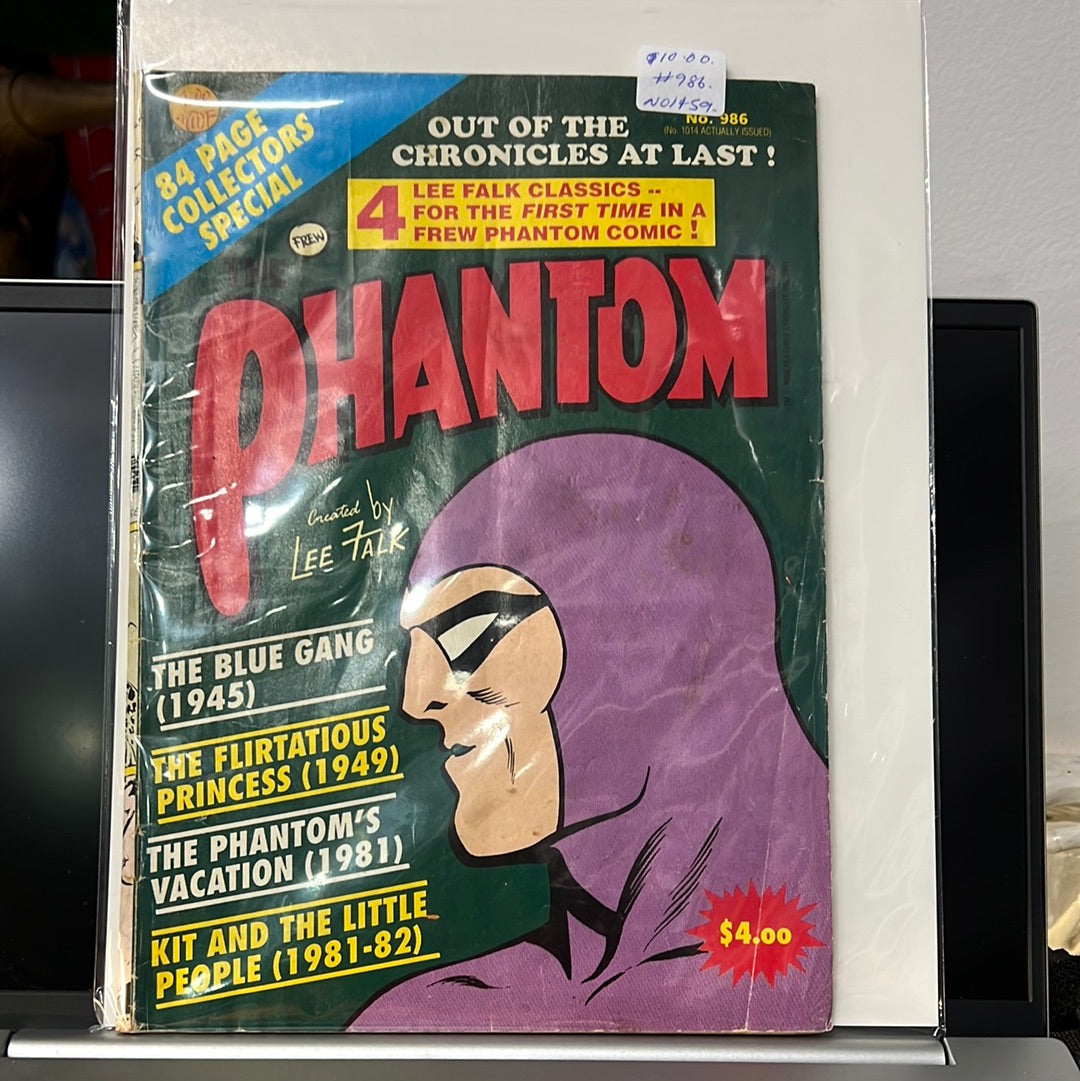 $10.00.
#986.
NO1459.
No. 986
(No. 1014 ACTUALLY ISSUED)
84 PAGE
COLLECTORS
SPECIAL
OUT OF THE
CHRONICLES AT LAST !
4 LEE FALK CLASSICS --
FOR THE FIRST TIME IN A
FREW PHANTOM COMIC !
FREW
THE
PHANTOM
Created by
LEE FALK
THE BLUE GANG
(1945)
THE FLIRTATIOUS
PRINCESS (1949)
THE PHANTOM'S
VACATION (1981)
KIT AND THE LITTLE
PEOPLE (1981-82)
$4.00